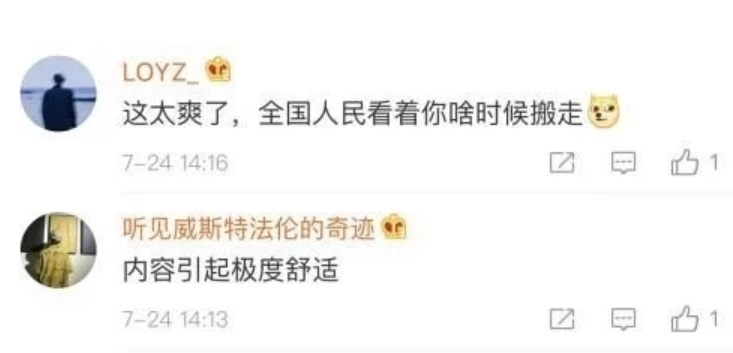 LOYZ_
这太爽了，全国人民看着你啥时候搬走
7-24 14:16
1
听见威斯特法伦的奇迹
内容引起极度舒适
7-24 14:13
1